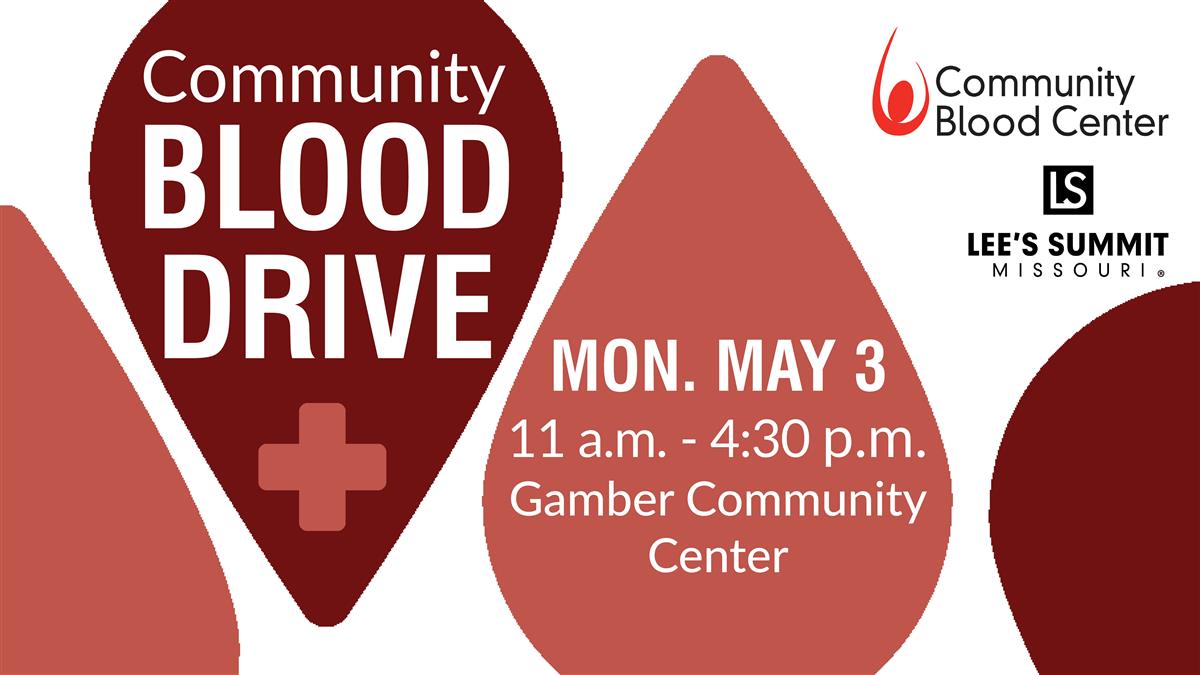 Community
BLOOD
DRIVE
MON. MAY 3
11 a.m. - 4:30 p.m.
Gamber Community
Center
Community
Blood Center
LS
LEE'S SUMMIT
MISSOURI ®